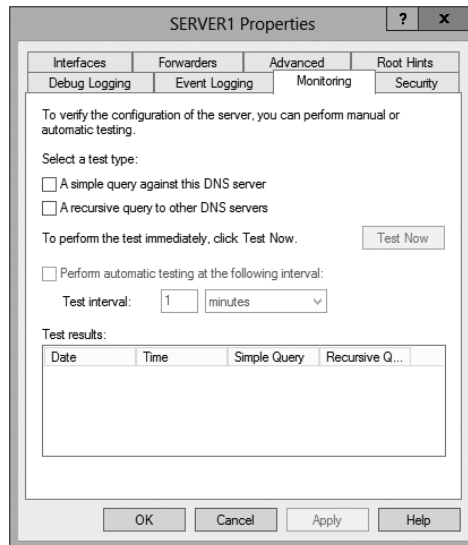 SERVER1 Properties
?
x
Interfaces
Forwarders
Advanced
Root Hints
Debug Logging
Event Logging
Monitoring
Security
To verify the configuration of the server, you can perform manual or
automatic testing.
Select a test type:
A simple query against this DNS server
A recursive query to other DNS servers
To perform the test immediately, click Test Now.
Test Now
Perform automatic testing at the following interval:
Test interval:
1
minutes
Test results:
Date
Time
Simple Query
Recursive Q...
OK
Cancel
Apply
Help